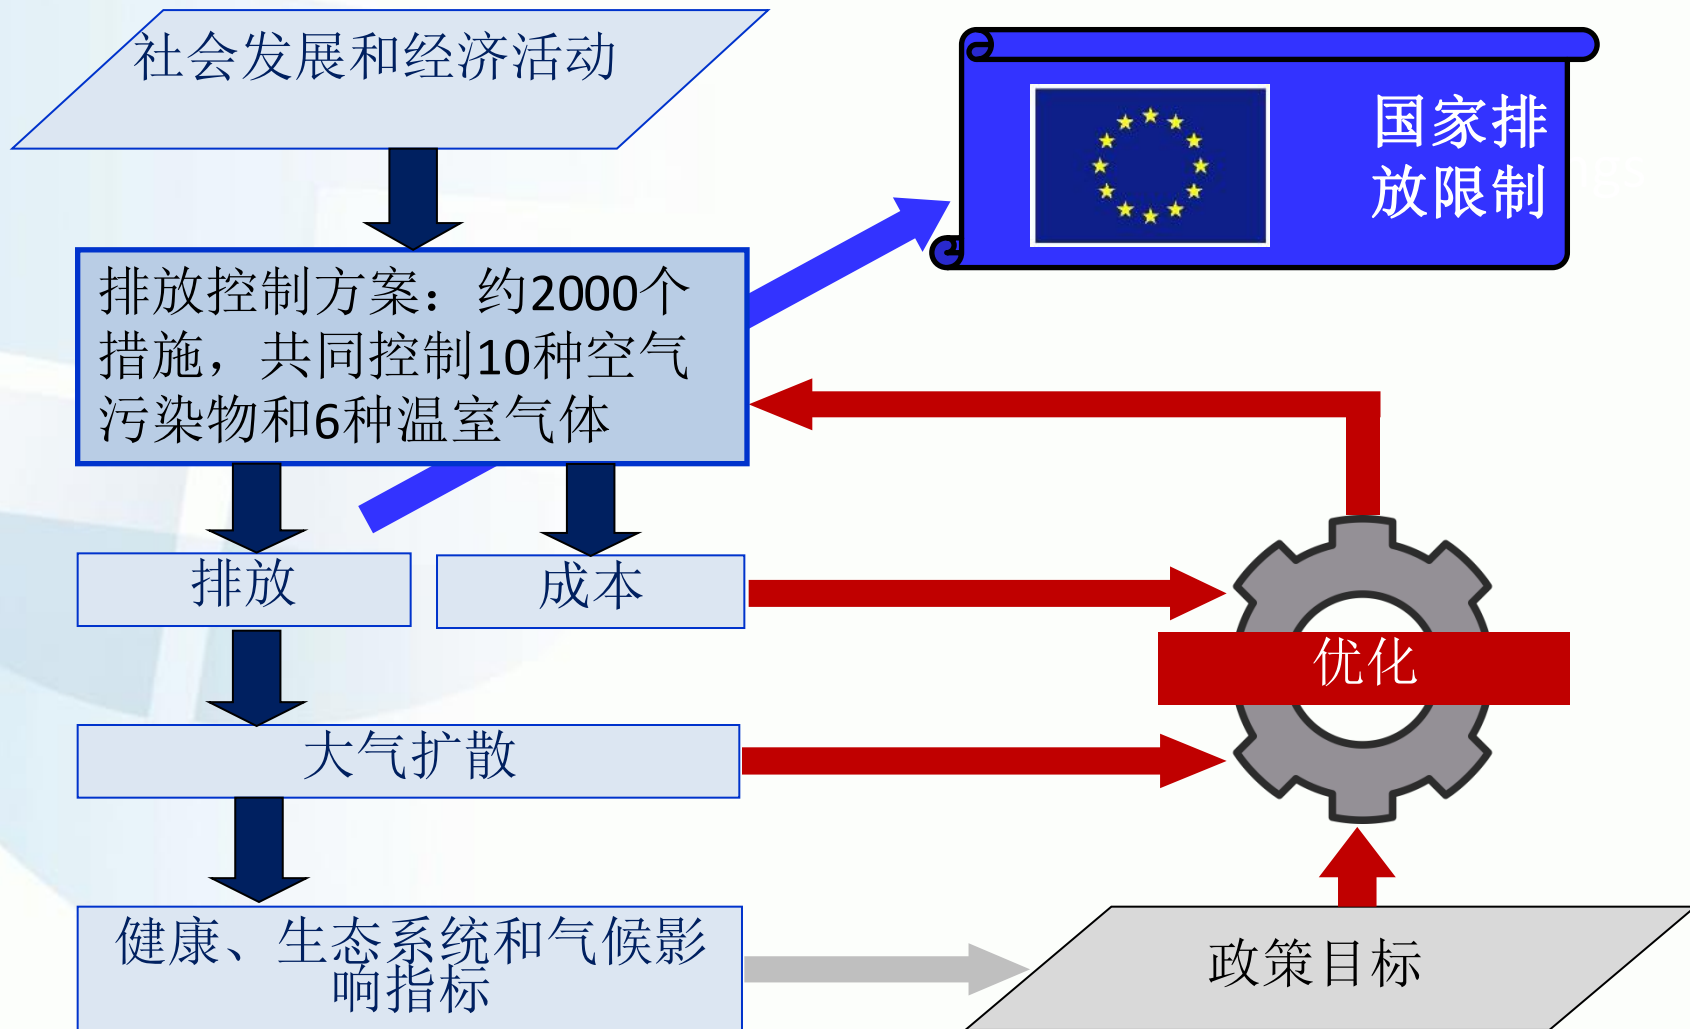 社会发展和经济活动
国家排
放限制
排放控制方案：约2000个
措施，共同控制10种空气
污染物和6种温室气体
排放
成本
优化
大气扩散
健康、生态系统和气候影
响指标
政策目标